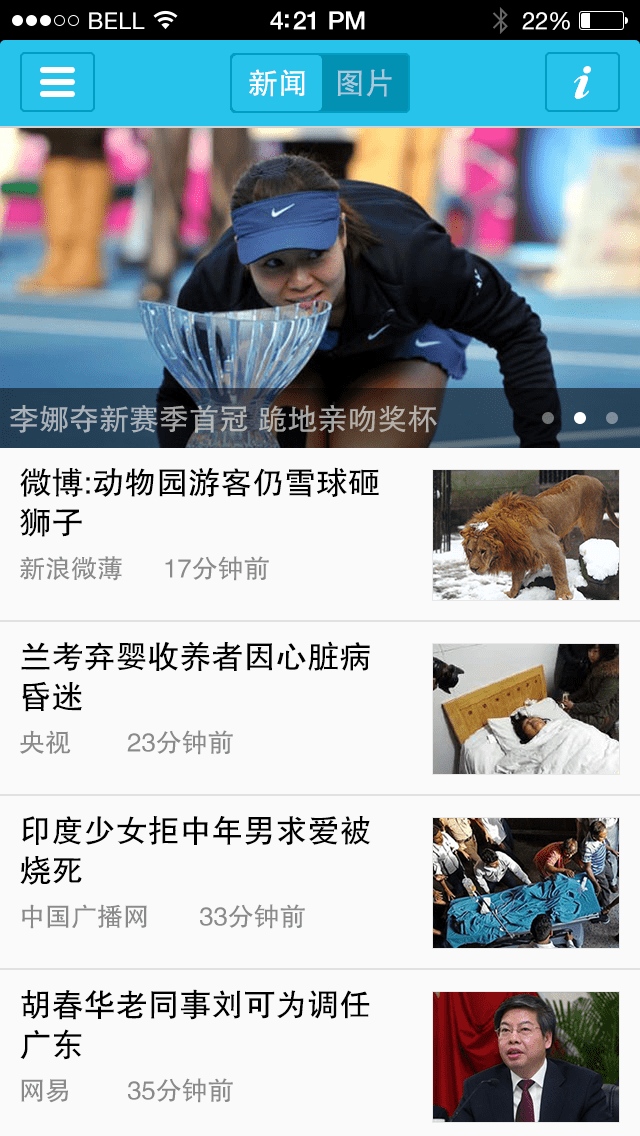 BELL 4:21 PM 22%
新闻 图片 i
李娜夺新赛季首冠 跪地亲吻奖杯
微博:动物园游客仍雪球砸
狮子
新浪微薄 17分钟前
兰考弃婴收养者因心脏病
昏迷
央视 23分钟前
印度少女拒中年男求爱被
烧死
中国广播网 33分钟前
胡春华老同事刘可为调任
广东
网易 35分钟前